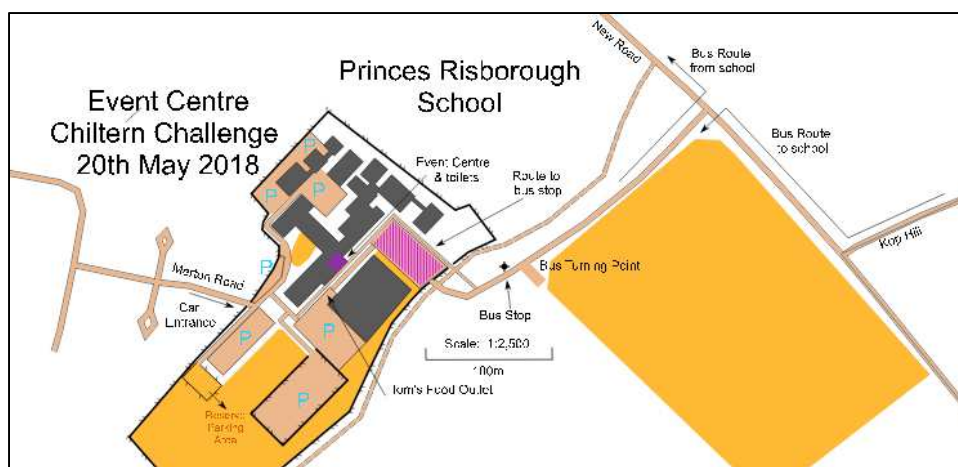 New Road
Bus Route
from school
Princes Risborough
School
Event Centre
Chiltern Challenge
20th May 2018
Bus Route
to school
Event Centre
& toilets
Route to
bus stop
P
P
P
Kop Hill
P
Merton Road
Bus Turning Point
Car
Entrance
Bus Stop
P
P
Scale: 1:2,500
100m
Tom's Food Outlet
P
Reserve
Parking
Area